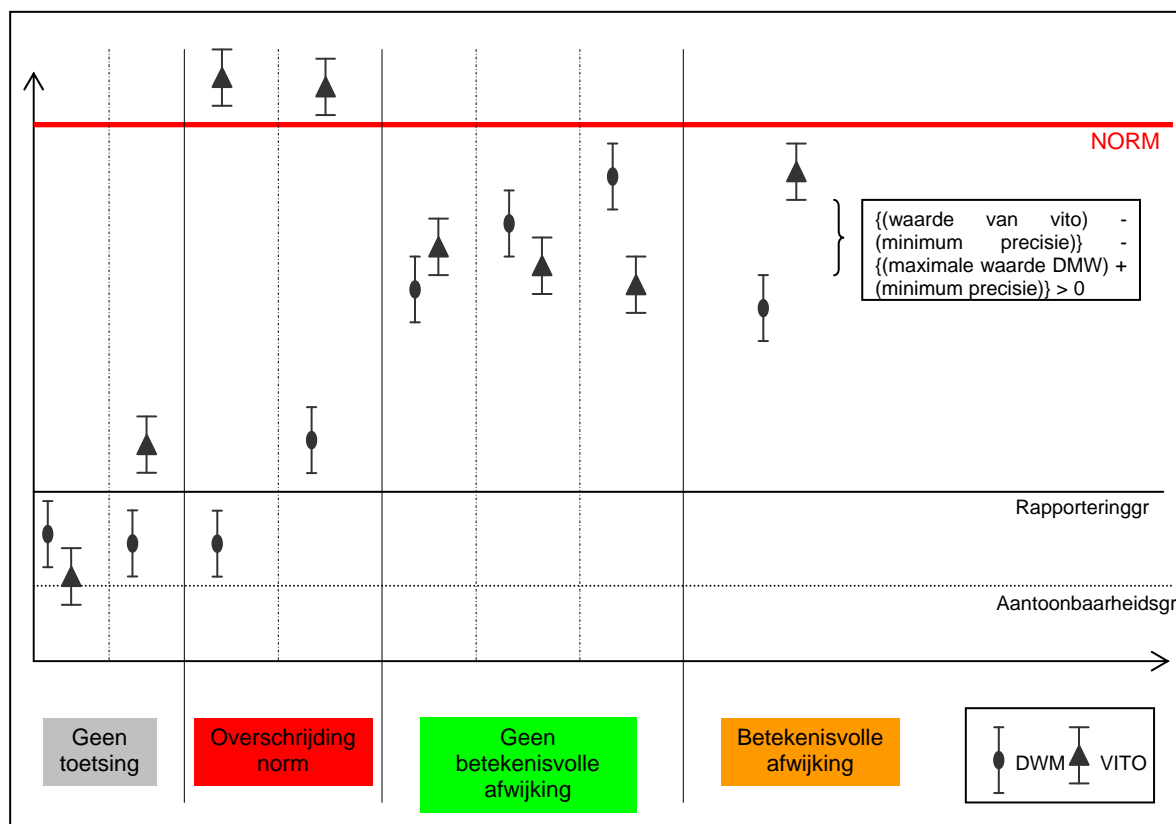 NORM
{(waarde van vito) -
(minimum precisie)} -
{(maximale waarde DMW) +
(minimum precisie)} > 0
Rapporteringgr
Aantoonbaarheidsgr
Geen
toetsing
Overschrijding
norm
Geen
betekenisvolle
afwijking
Betekenisvolle
afwijking
DWM
VITO